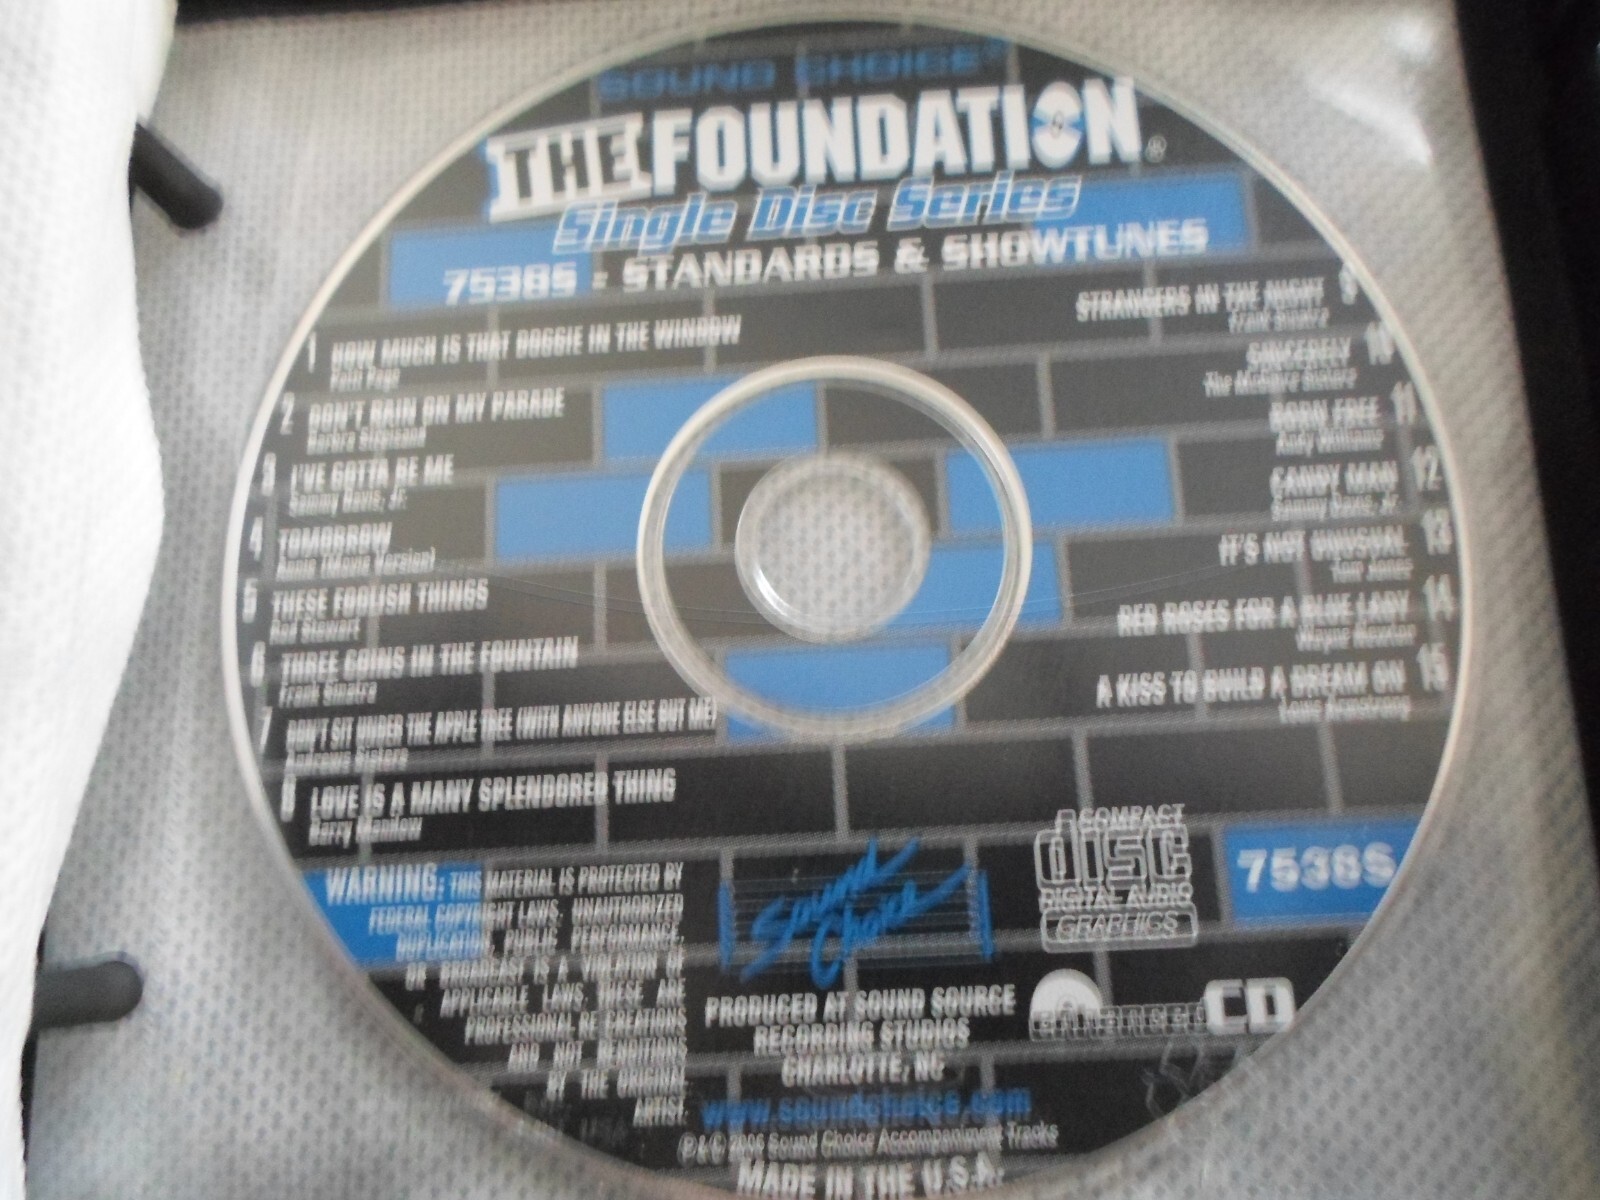 SOUND CHOICE®
THE FOUNDATION®
Single Disc Series
7538S - STANDARDS & SHOWTUNES
1 HOW MUCH IS THAT DOGGIE IN THE WINDOW
Patti Page
2 DON'T RAIN ON MY PARADE
Barbra Streisand
3 I'VE GOTTA BE ME
Sammy Davis, Jr.
4 TOMORROW
Annie (Movie Version)
5 THESE FOOLISH THINGS
Rod Stewart
6 THREE COINS IN THE FOUNTAIN
Frank Sinatra
7 DON'T SIT UNDER THE APPLE TREE (WITH ANYONE ELSE BUT ME)
Andrews Sisters
8 LOVE IS A MANY SPLENDORED THING
Barry Manilow
STRANGERS IN THE NIGHT 9
Frank Sinatra
SINCERELY 10
The McGuire Sisters
BORN FREE 11
Andy Williams
CANDY MAN 12
Sammy Davis, Jr.
IT'S NOT UNUSUAL 13
Tom Jones
RED ROSES FOR A BLUE LADY 14
Wayne Newton
A KISS TO BUILD A DREAM ON 15
Louis Armstrong
WARNING: THIS MATERIAL IS PROTECTED BY
FEDERAL COPYRIGHT LAWS. UNAUTHORIZED
DUPLICATION, PUBLIC PERFORMANCE,
OR BROADCAST IS A VIOLATION OF
APPLICABLE LAWS. THESE ARE
PROFESSIONAL RE-CREATIONS
AND NOT RENDITIONS
BY THE ORIGINAL
ARTIST.
Sound
Choice
PRODUCED AT SOUND SOURCE
RECORDING STUDIOS
CHARLOTTE, NC
www.soundchoice.com
℗ & © 2006 Sound Choice Accompaniment Tracks
MADE IN THE U.S.A.
COMPACT
disc
DIGITAL AUDIO
GRAPHICS
7538S
enhanced CD